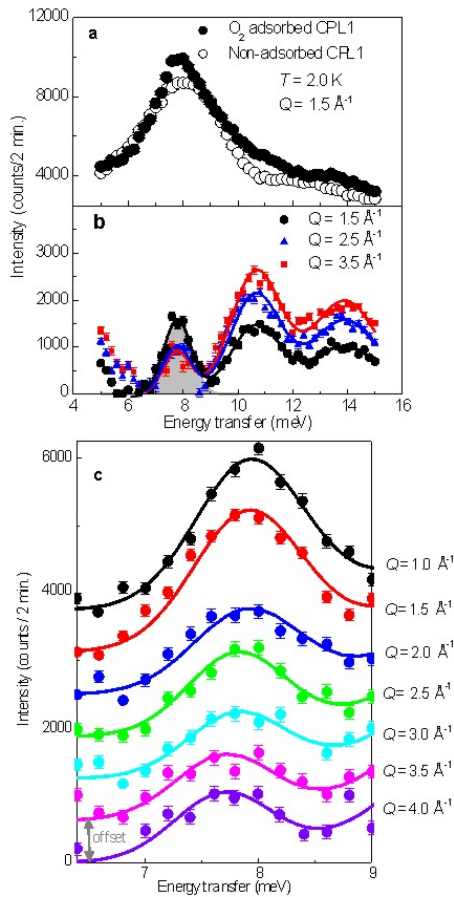 a
O₂ adsorbed CPL1
Non-adsorbed CPL1
T = 2.0 K
Q = 1.5 Å⁻¹
12000
8000
4000
Intensity (counts/2 min.)
b
Q = 1.5 Å⁻¹
Q = 2.5 Å⁻¹
Q = 3.5 Å⁻¹
3000
2000
1000
0
4 6 8 10 12 14 16
Energy transfer (meV)
c
6000
4000
2000
0
Intensity (counts / 2 min.)
Q = 1.0 Å⁻¹
Q = 1.5 Å⁻¹
Q = 2.0 Å⁻¹
Q = 2.5 Å⁻¹
Q = 3.0 Å⁻¹
Q = 3.5 Å⁻¹
Q = 4.0 Å⁻¹
offset
7 8 9
Energy transfer (meV)